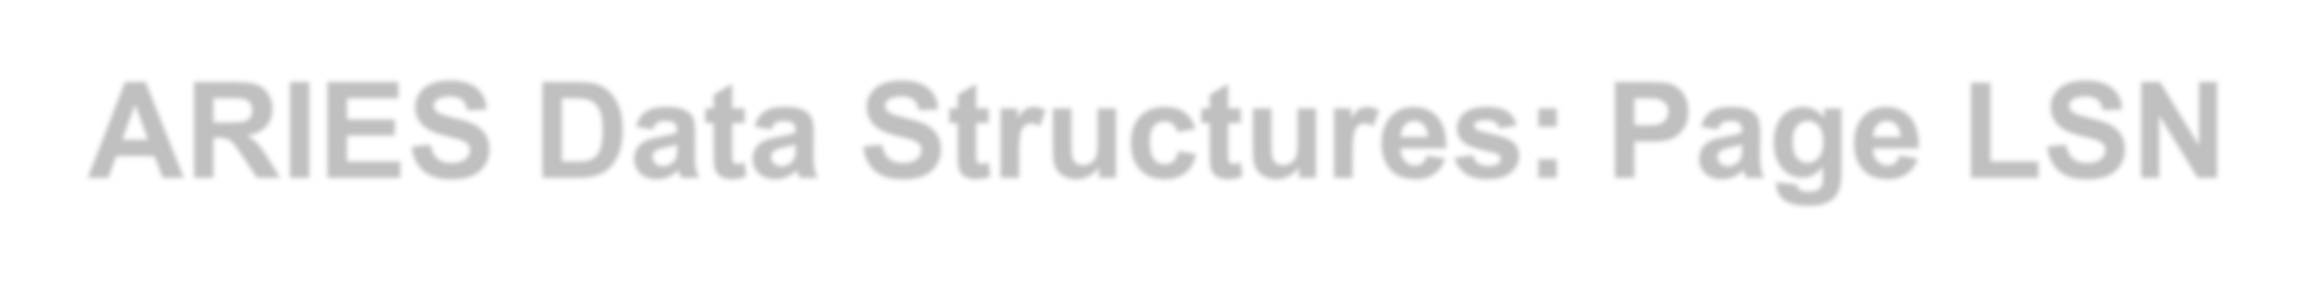 ARIES Data Structures: Page LSN